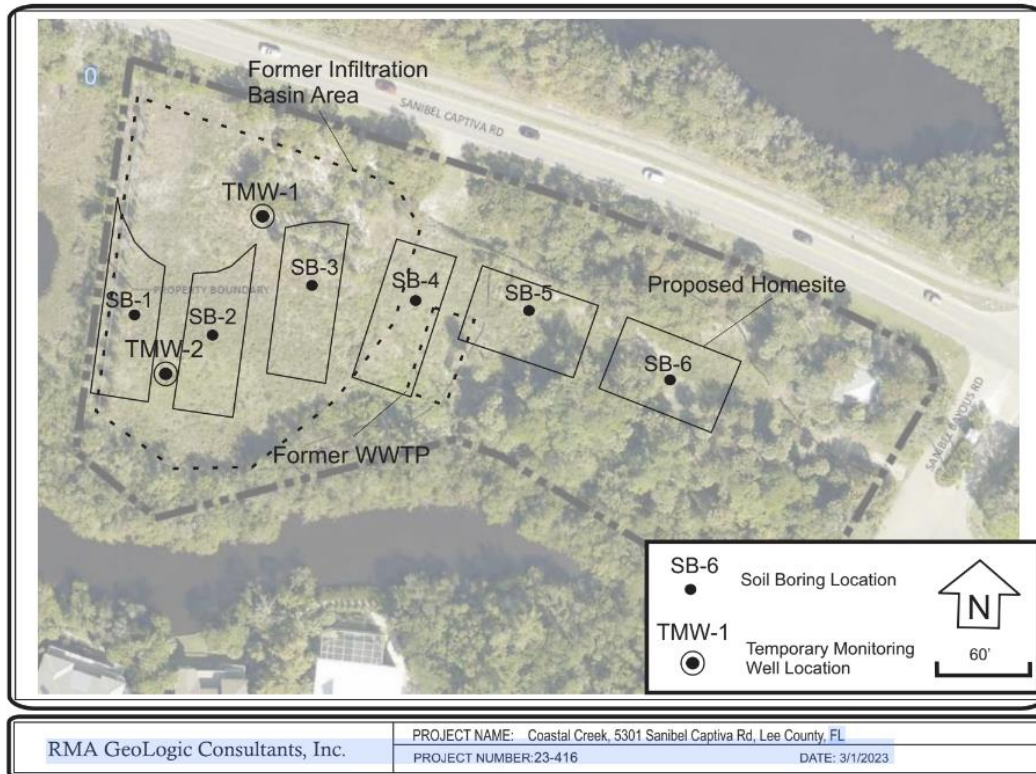 0
Former Infiltration
Basin Area
SANIBEL CAPTIVA RD
TMW-1
SB-3
SB-4
SB-1
PROPERTY BOUNDARY
SB-2
SB-5
Proposed Homesite
TMW-2
SB-6
Former WWTP
SANIBEL BAYOUS RD
SB-6
Soil Boring Location
TMW-1
Temporary Monitoring
Well Location
N
60'
RMA GeoLogic Consultants, Inc.
PROJECT NAME: Coastal Creek, 5301 Sanibel Captiva Rd, Lee County, FL
PROJECT NUMBER:23-416
DATE: 3/1/2023